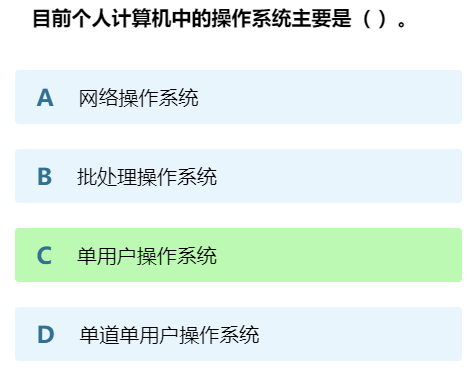 目前个人计算机中的操作系统主要是（ ）。
A 网络操作系统
B 批处理操作系统
C 单用户操作系统
D 单道单用户操作系统